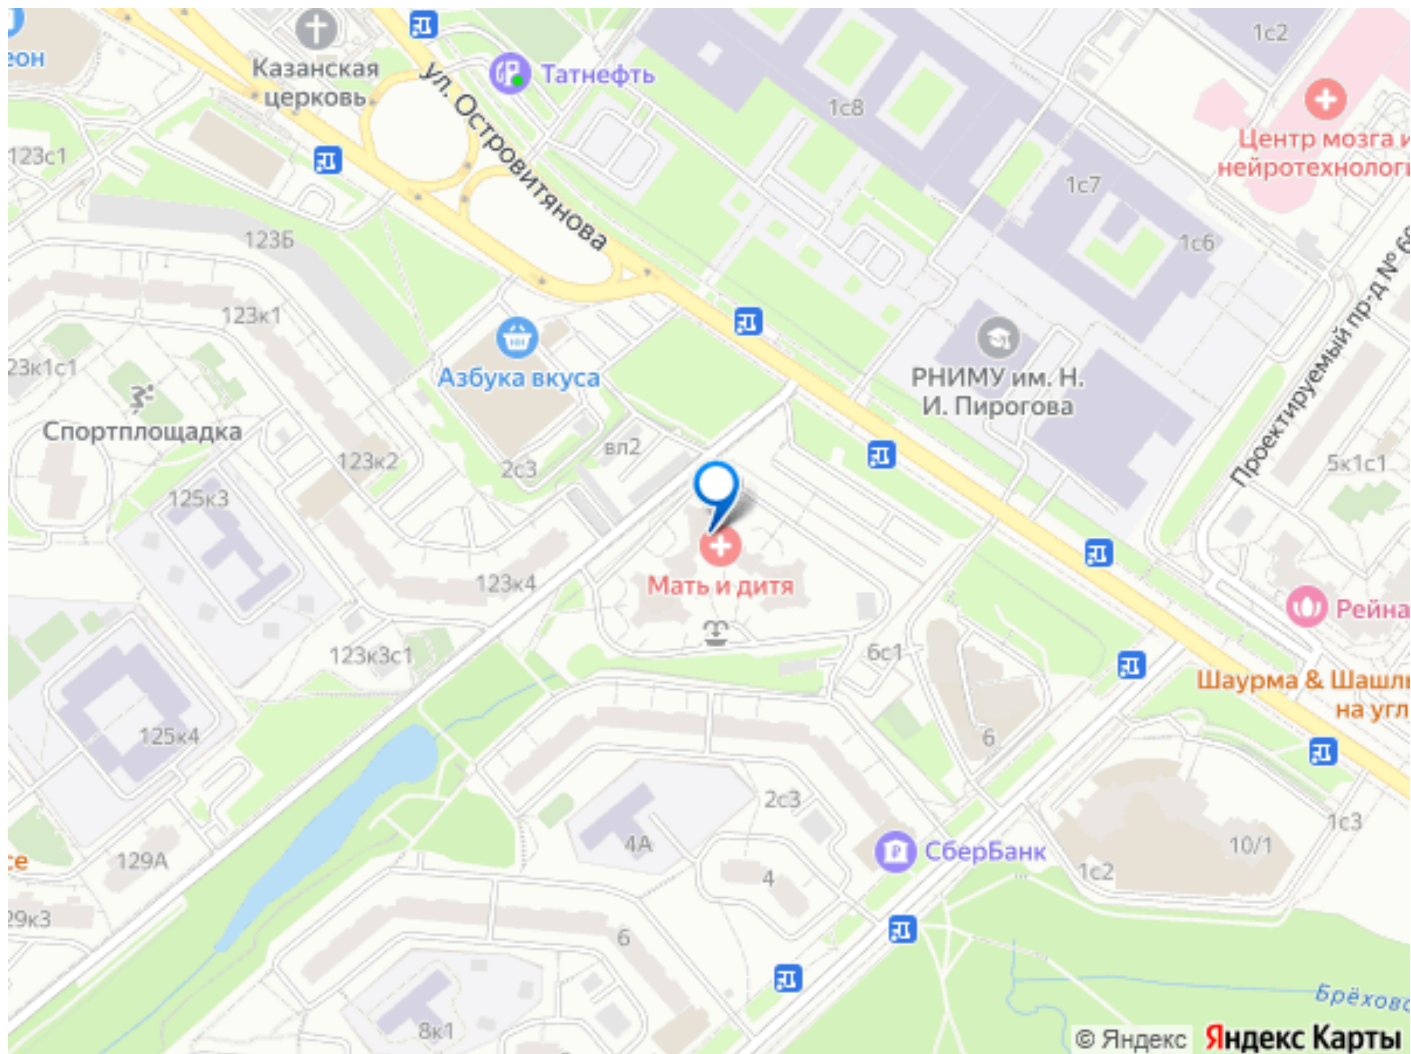 1с2
еон
Казанская
церковь
Татнефть
ул. Островитянова
1с8
Центр мозга и
нейротехнологи
123с1
1с7
123Б
1с6
Проектируемый пр-д № 6
123к1
Азбука вкуса
РНИМУ им. Н.
И. Пирогова
23к1с1
Спортплощадка
вл2
123к2
2с3
5к1с1
125к3
123к4
Мать и дитя
Рейна
123к3с1
6с1
Шаурма & Шашлы
на угл
125к4
6
2с3
1с3
4А
СберБанк
10/1
се
129А
4
1с2
29к3
6
Брёхово
8к1
© Яндекс Яндекс Карты